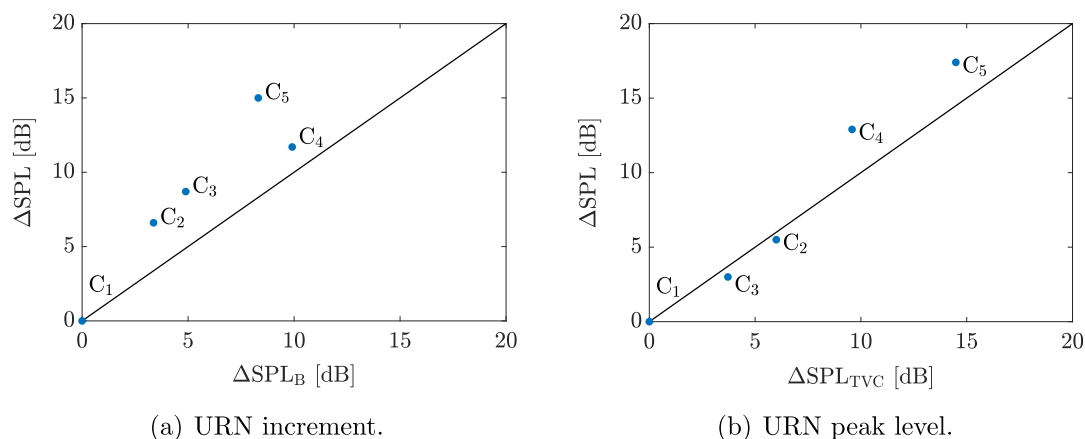 20
15
10
5
0
ΔSPL [dB]
C₁
C₂
C₃
C₄
C₅
0 5 10 15 20
ΔSPL_B [dB]
(a) URN increment.
20
15
10
5
0
ΔSPL [dB]
C₁
C₃
C₂
C₄
C₅
0 5 10 15 20
ΔSPL_TVC [dB]
(b) URN peak level.